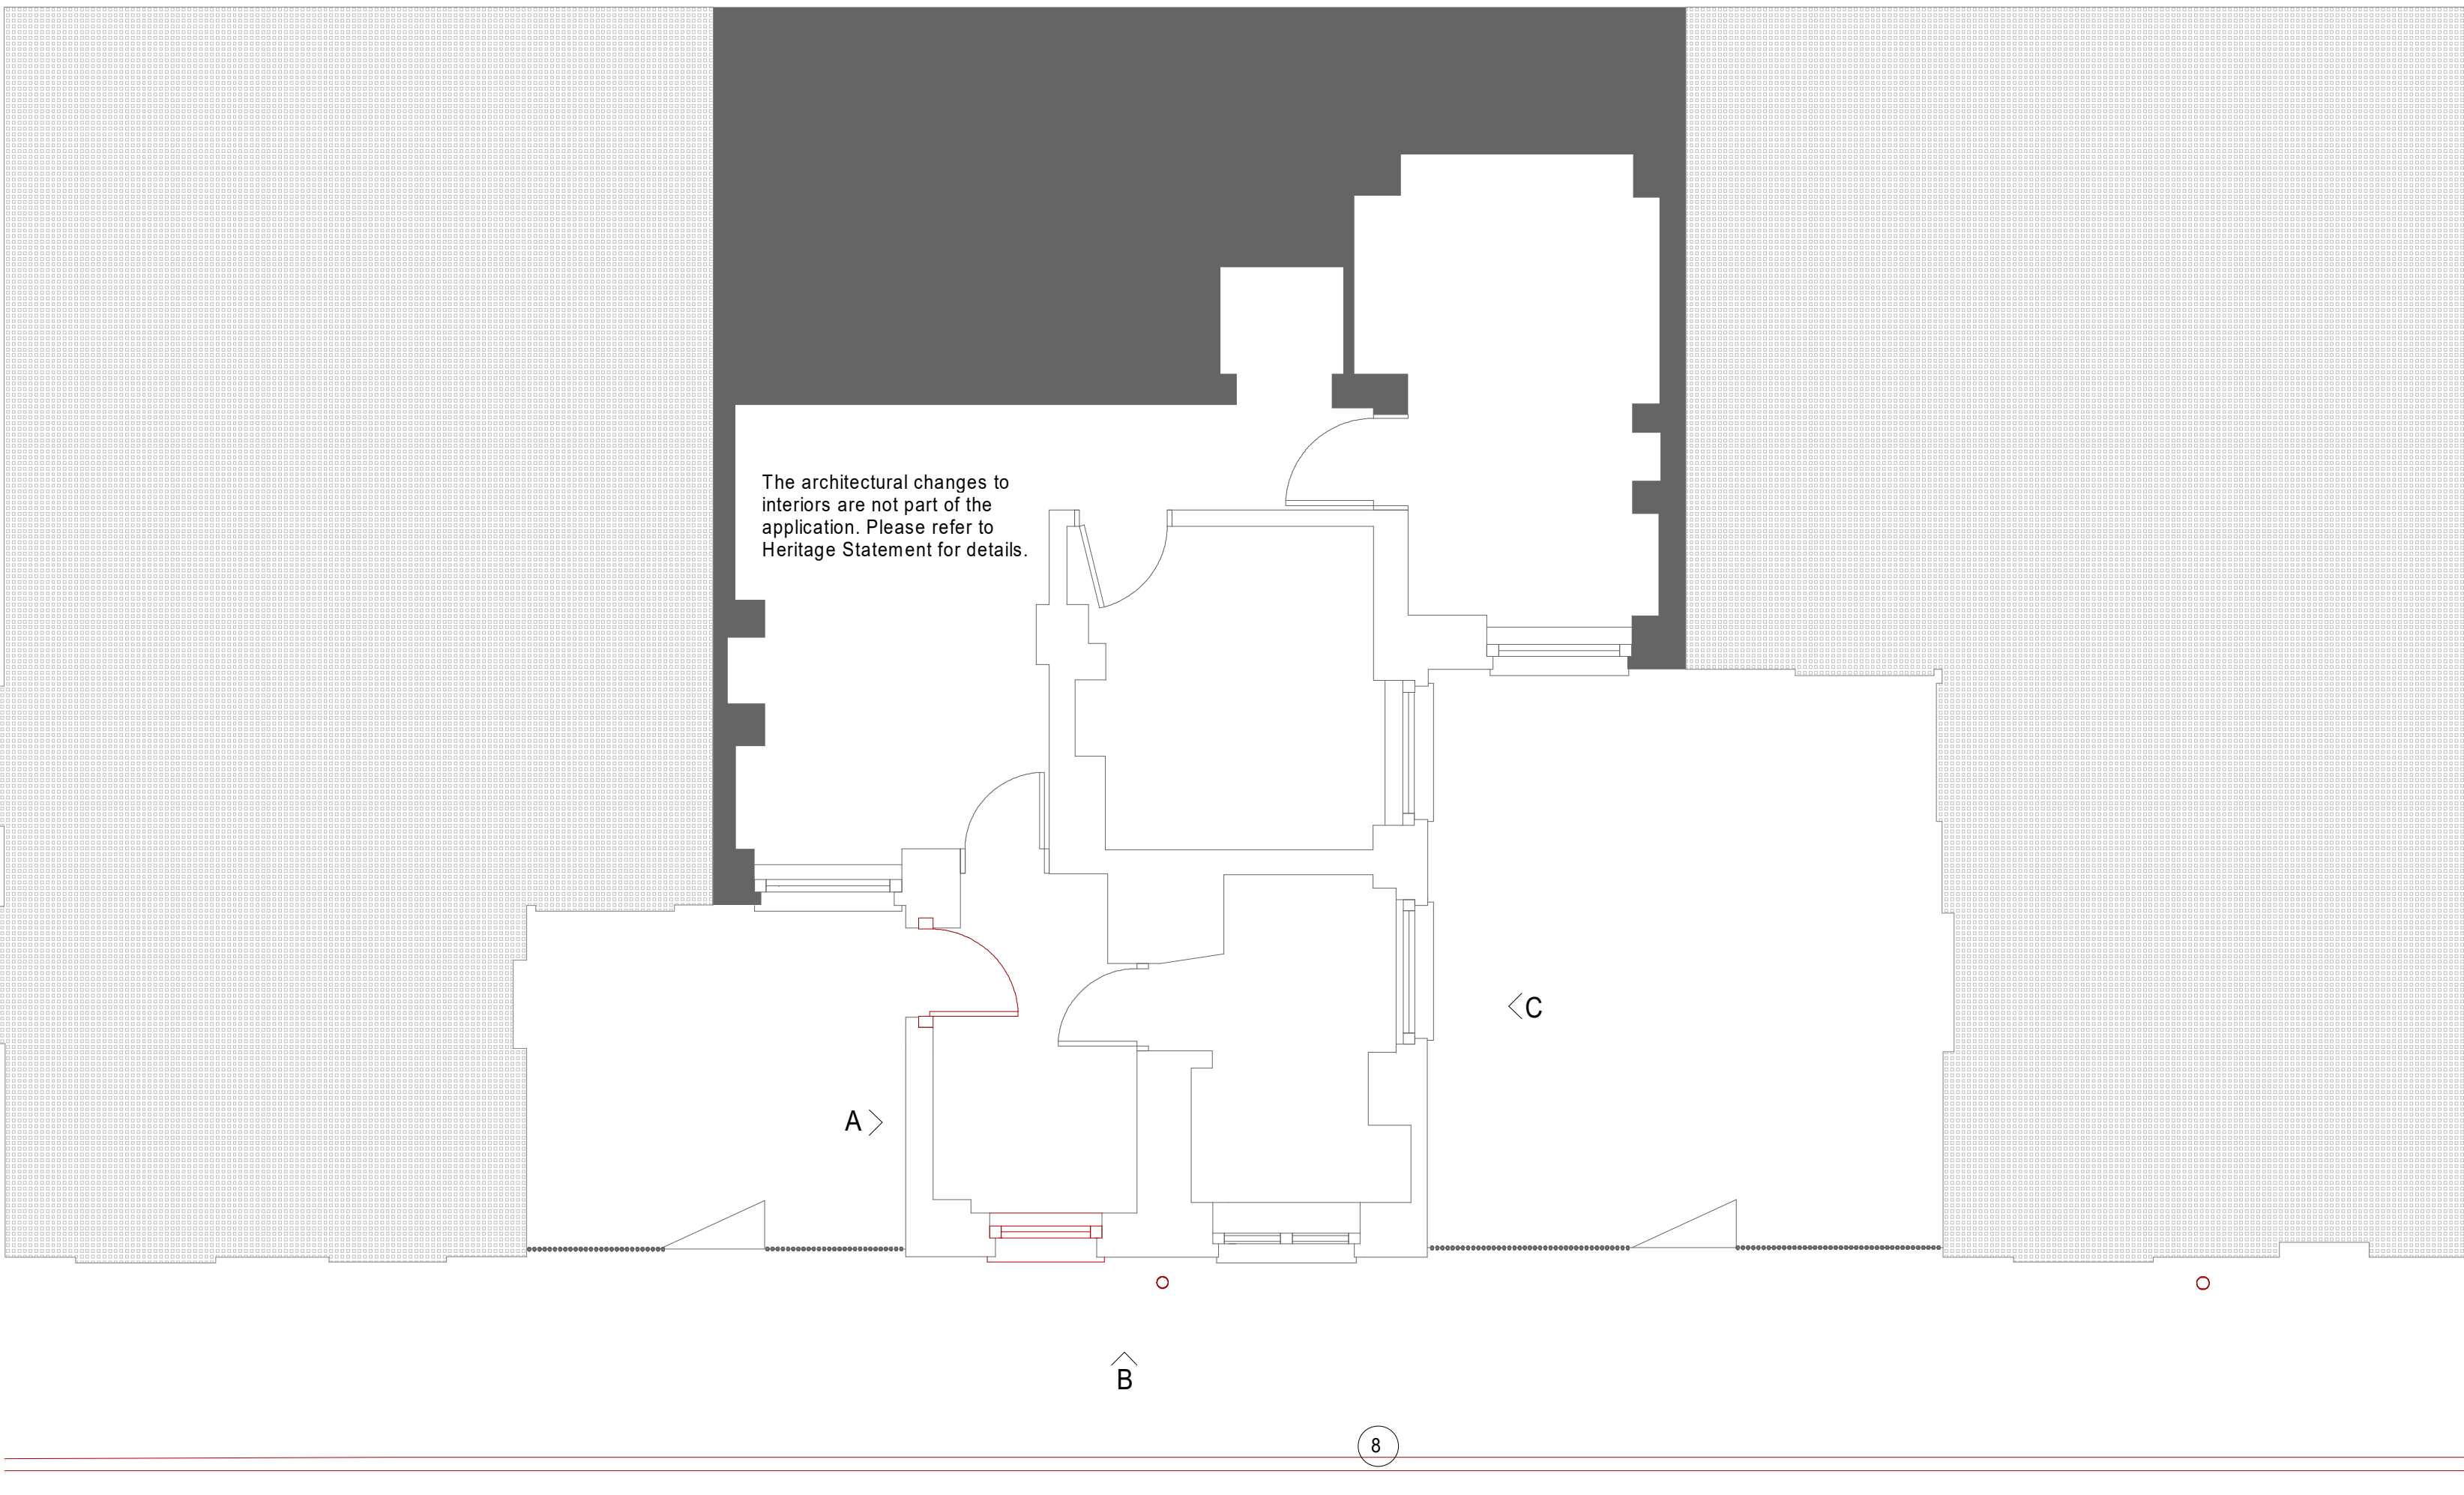 The architectural changes to
interiors are not part of the
application. Please refer to
Heritage Statement for details.
C
A
B
8